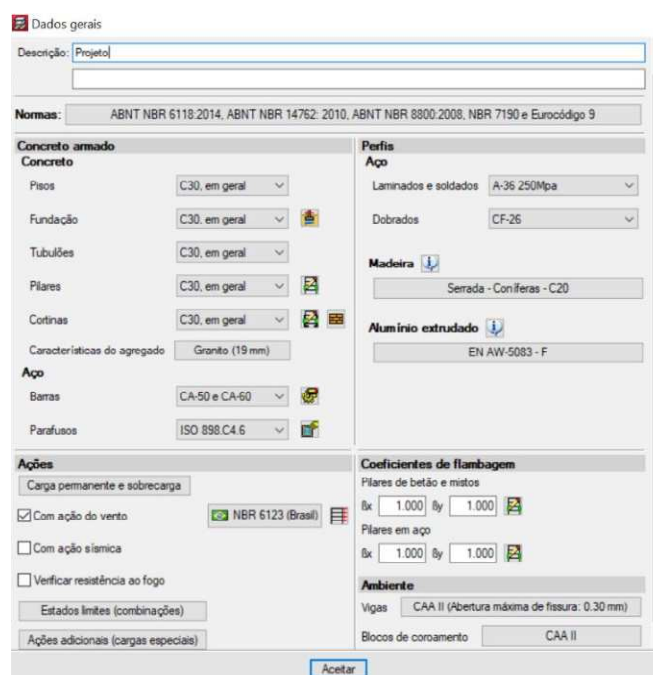 Dados gerais
Descrição: Projeto
Normas: ABNT NBR 6118:2014, ABNT NBR 14762: 2010, ABNT NBR 8800:2008, NBR 7190 e Eurocódigo 9
Concreto armado
Concreto
Pisos C30, em geral
Fundação C30, em geral
Tubulões C30, em geral
Pilares C30, em geral
Cortinas C30, em geral
Características do agregado Granito (19 mm)
Aço
Barras CA-50 e CA-60
Parafusos ISO 898.C4.6
Perfis
Aço
Laminados e soldados A-36 250Mpa
Dobrados CF-26
Madeira
Serrada - Coníferas - C20
Alumínio extrudado
EN AW-5083 - F
Ações
Carga permanente e sobrecarga
Com ação do vento NBR 6123 (Brasil)
Com ação sísmica
Verificar resistência ao fogo
Estados limites (combinações)
Ações adicionais (cargas especiais)
Coeficientes de flambagem
Pilares de betão e mistos
ßx 1.000 ßy 1.000
Pilares em aço
ßx 1.000 ßy 1.000
Ambiente
Vigas CAA II (Abertura máxima de fissura: 0.30 mm)
Blocos de coroamento CAA II
Aceitar